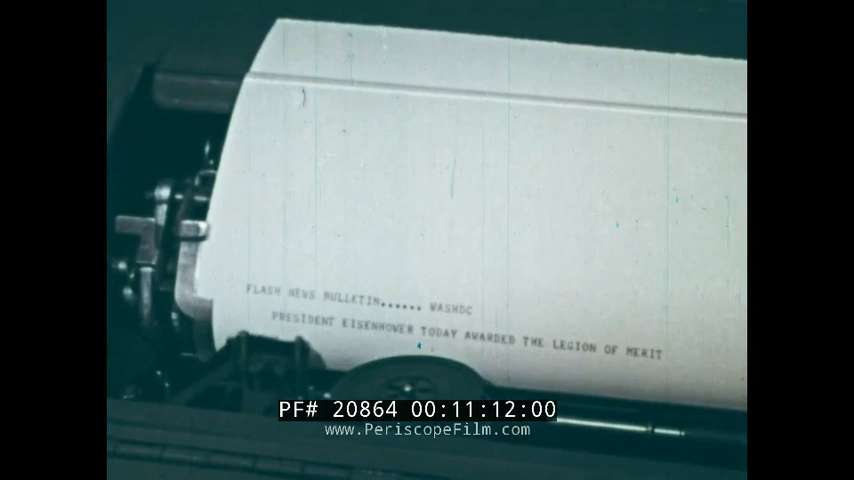 FLASH NEWS BULLETIN...... WASHDC
PRESIDENT EISENHOWER TODAY AWARDED THE LEGION OF MERIT
PF# 20864 00:11:12:00
www.PeriscopeFilm.com